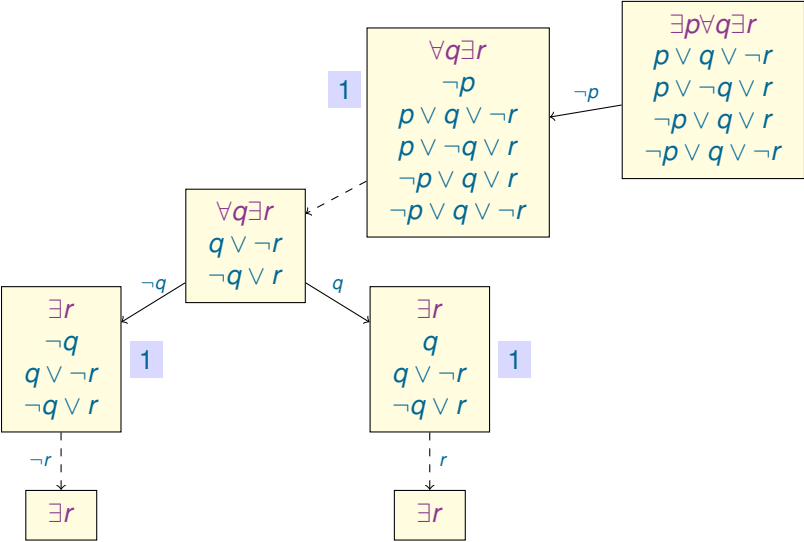 ∃p∀q∃r
p ∨ q ∨ ¬r
p ∨ ¬q ∨ r
¬p ∨ q ∨ r
¬p ∨ q ∨ ¬r
¬p
1
∀q∃r
¬p
p ∨ q ∨ ¬r
p ∨ ¬q ∨ r
¬p ∨ q ∨ r
¬p ∨ q ∨ ¬r
∀q∃r
q ∨ ¬r
¬q ∨ r
¬q
q
∃r
¬q
q ∨ ¬r
¬q ∨ r
1
∃r
q
q ∨ ¬r
¬q ∨ r
1
¬r
r
∃r
∃r